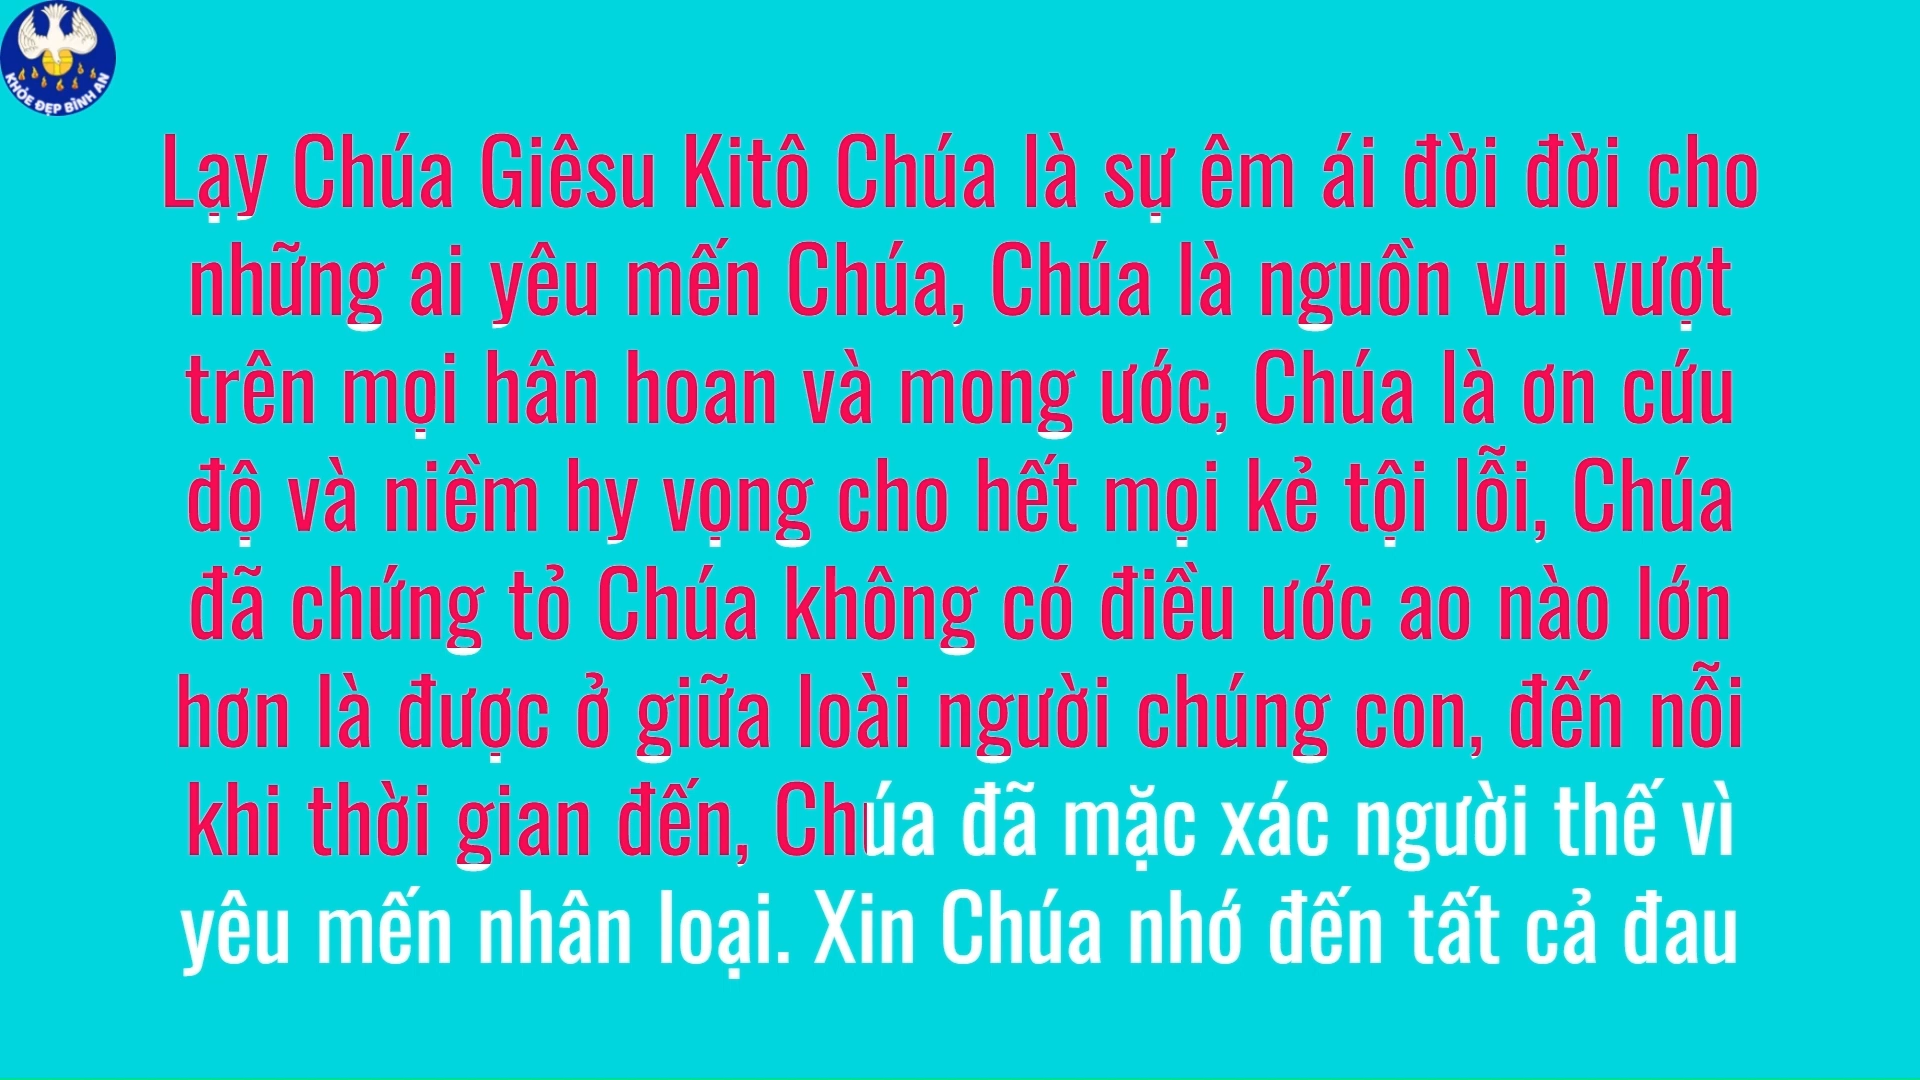 KHỎE ĐẸP BÌNH AN
Lạy Chúa Giêsu Kitô Chúa là sự êm ái đời đời cho
những ai yêu mến Chúa, Chúa là nguồn vui vượt
trên mọi hân hoan và mong ước, Chúa là ơn cứu
độ và niềm hy vọng cho hết mọi kẻ tội lỗi, Chúa
đã chứng tỏ Chúa không có điều ước ao nào lớn
hơn là được ở giữa loài người chúng con, đến nỗi
khi thời gian đến, Chúa đã mặc xác người thế vì
yêu mến nhân loại. Xin Chúa nhớ đến tất cả đau